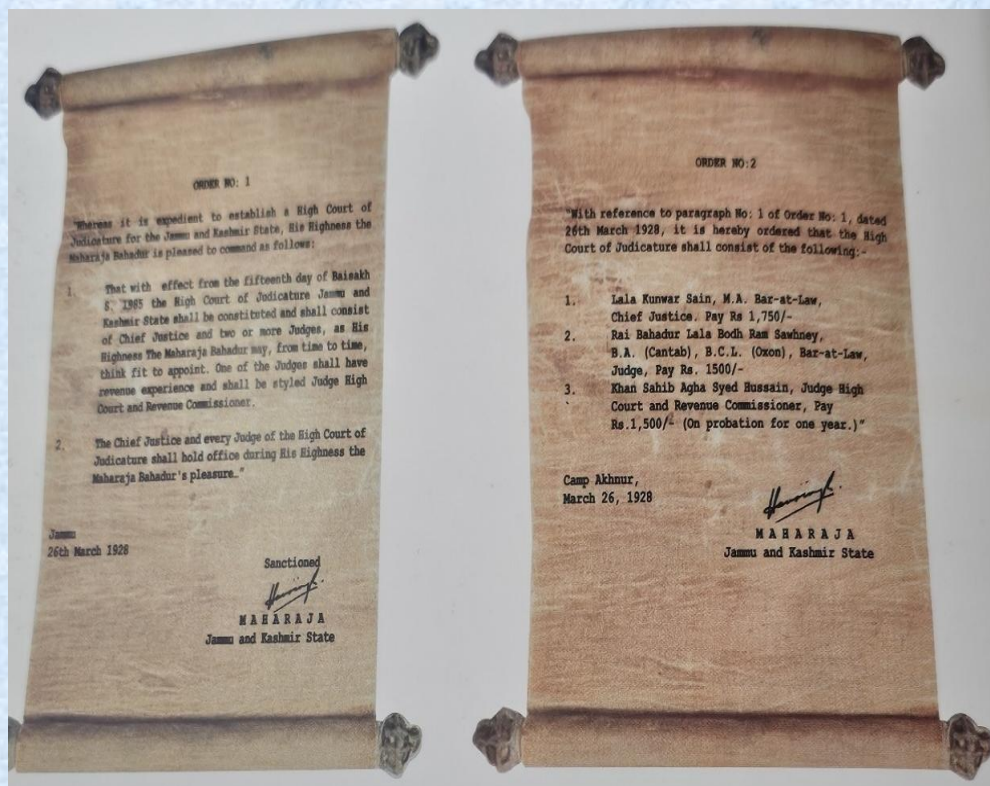 ORDER NO: 1
"Whereas it is expedient to establish a High Court of
Judicature for the Jammu and Kashmir State, His Highness the
Maharaja Bahadur is pleased to command as follows:
1. That with effect from the fifteenth day of Baisakh
S. 1985 the High Court of Judicature Jammu and
Kashmir State shall be constituted and shall consist
of Chief Justice and two or more Judges, as His
Highness The Maharaja Bahadur may, from time to time,
think fit to appoint. One of the Judges shall have
revenue experience and shall be styled Judge High
Court and Revenue Commissioner.
2. The Chief Justice and every Judge of the High Court of
Judicature shall hold office during His Highness the
Maharaja Bahadur's pleasure."
Jammu
26th March 1928
Sanctioned
MAHARAJA
Jammu and Kashmir State
ORDER NO:2
"With reference to paragraph No: 1 of Order No: 1, dated
26th March 1928, it is hereby ordered that the High
Court of Judicature shall consist of the following:-
1. Lala Kunwar Sain, M.A. Bar-at-Law,
Chief Justice. Pay Rs 1,750/-
2. Rai Bahadur Lala Bodh Ram Sawhney,
B.A. (Cantab), B.C.L. (Oxon), Bar-at-Law,
Judge, Pay Rs. 1500/-
3. Khan Sahib Agha Syed Hussain, Judge High
Court and Revenue Commissioner, Pay
Rs.1,500/- (On probation for one year.)"
Camp Akhnur,
March 26, 1928
MAHARAJA
Jammu and Kashmir State